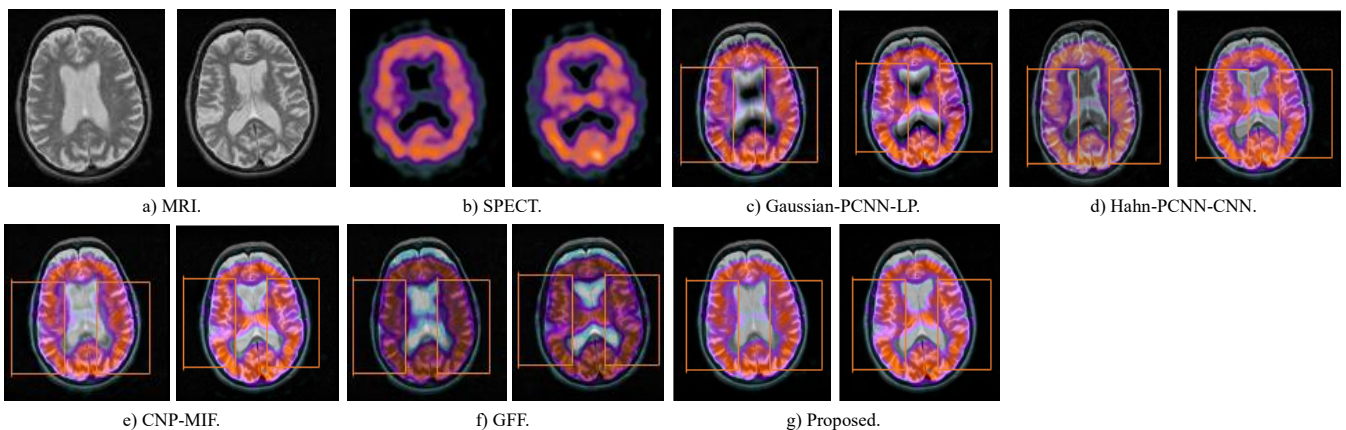 a) MRI.
b) SPECT.
c) Gaussian-PCNN-LP.
d) Hahn-PCNN-CNN.
e) CNP-MIF.
f) GFF.
g) Proposed.